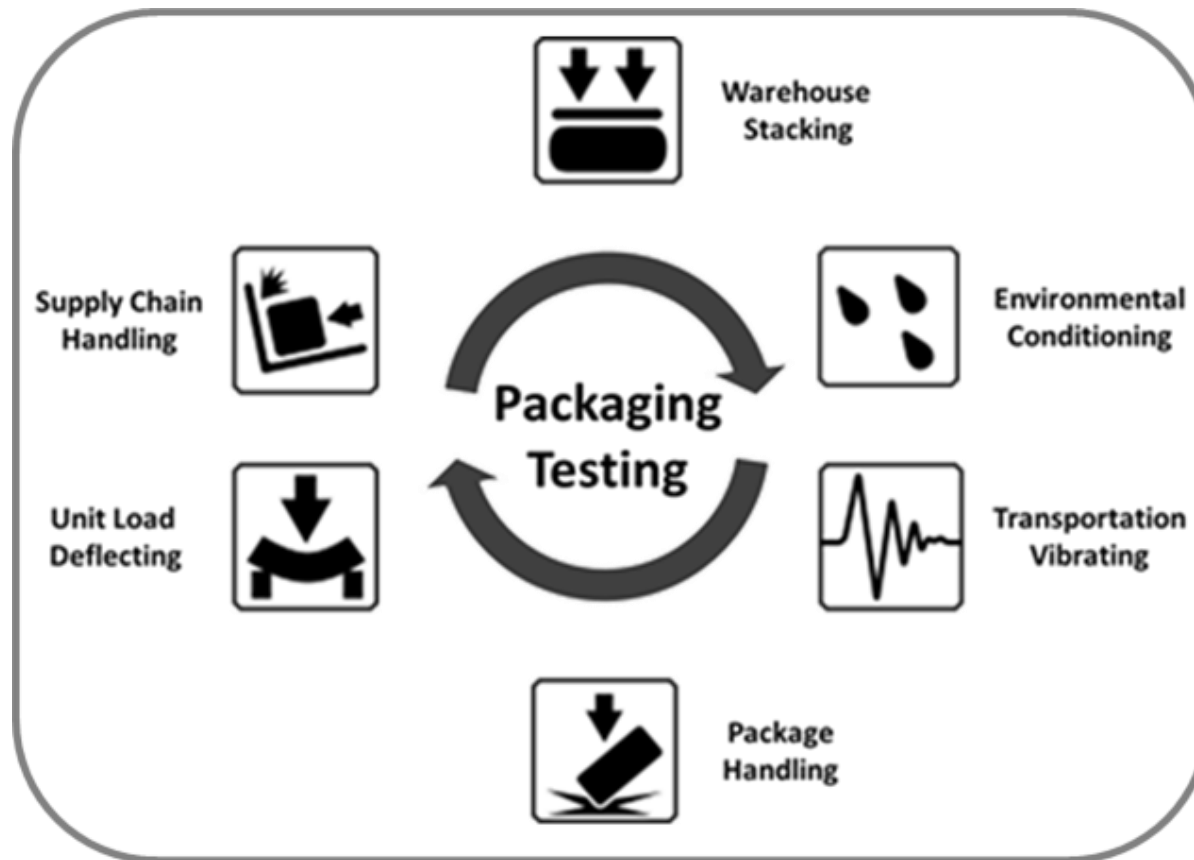 Warehouse
Stacking
Supply Chain
Handling
Environmental
Conditioning
Packaging
Testing
Unit Load
Deflecting
Transportation
Vibrating
Package
Handling